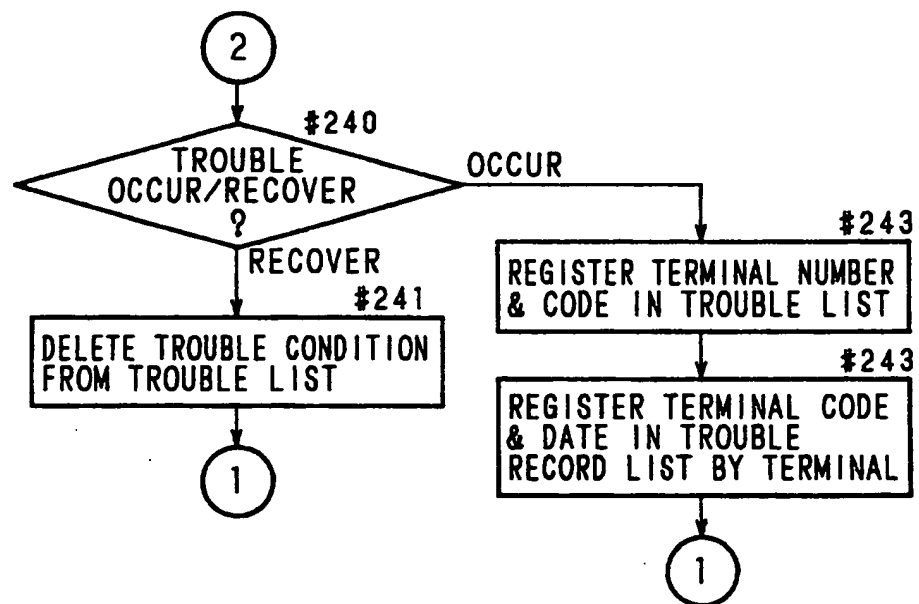 2
#240
TROUBLE
OCCUR/RECOVER
?
OCCUR
RECOVER
#241
DELETE TROUBLE CONDITION
FROM TROUBLE LIST
1
#243
REGISTER TERMINAL NUMBER
& CODE IN TROUBLE LIST
#243
REGISTER TERMINAL CODE
& DATE IN TROUBLE
RECORD LIST BY TERMINAL
1